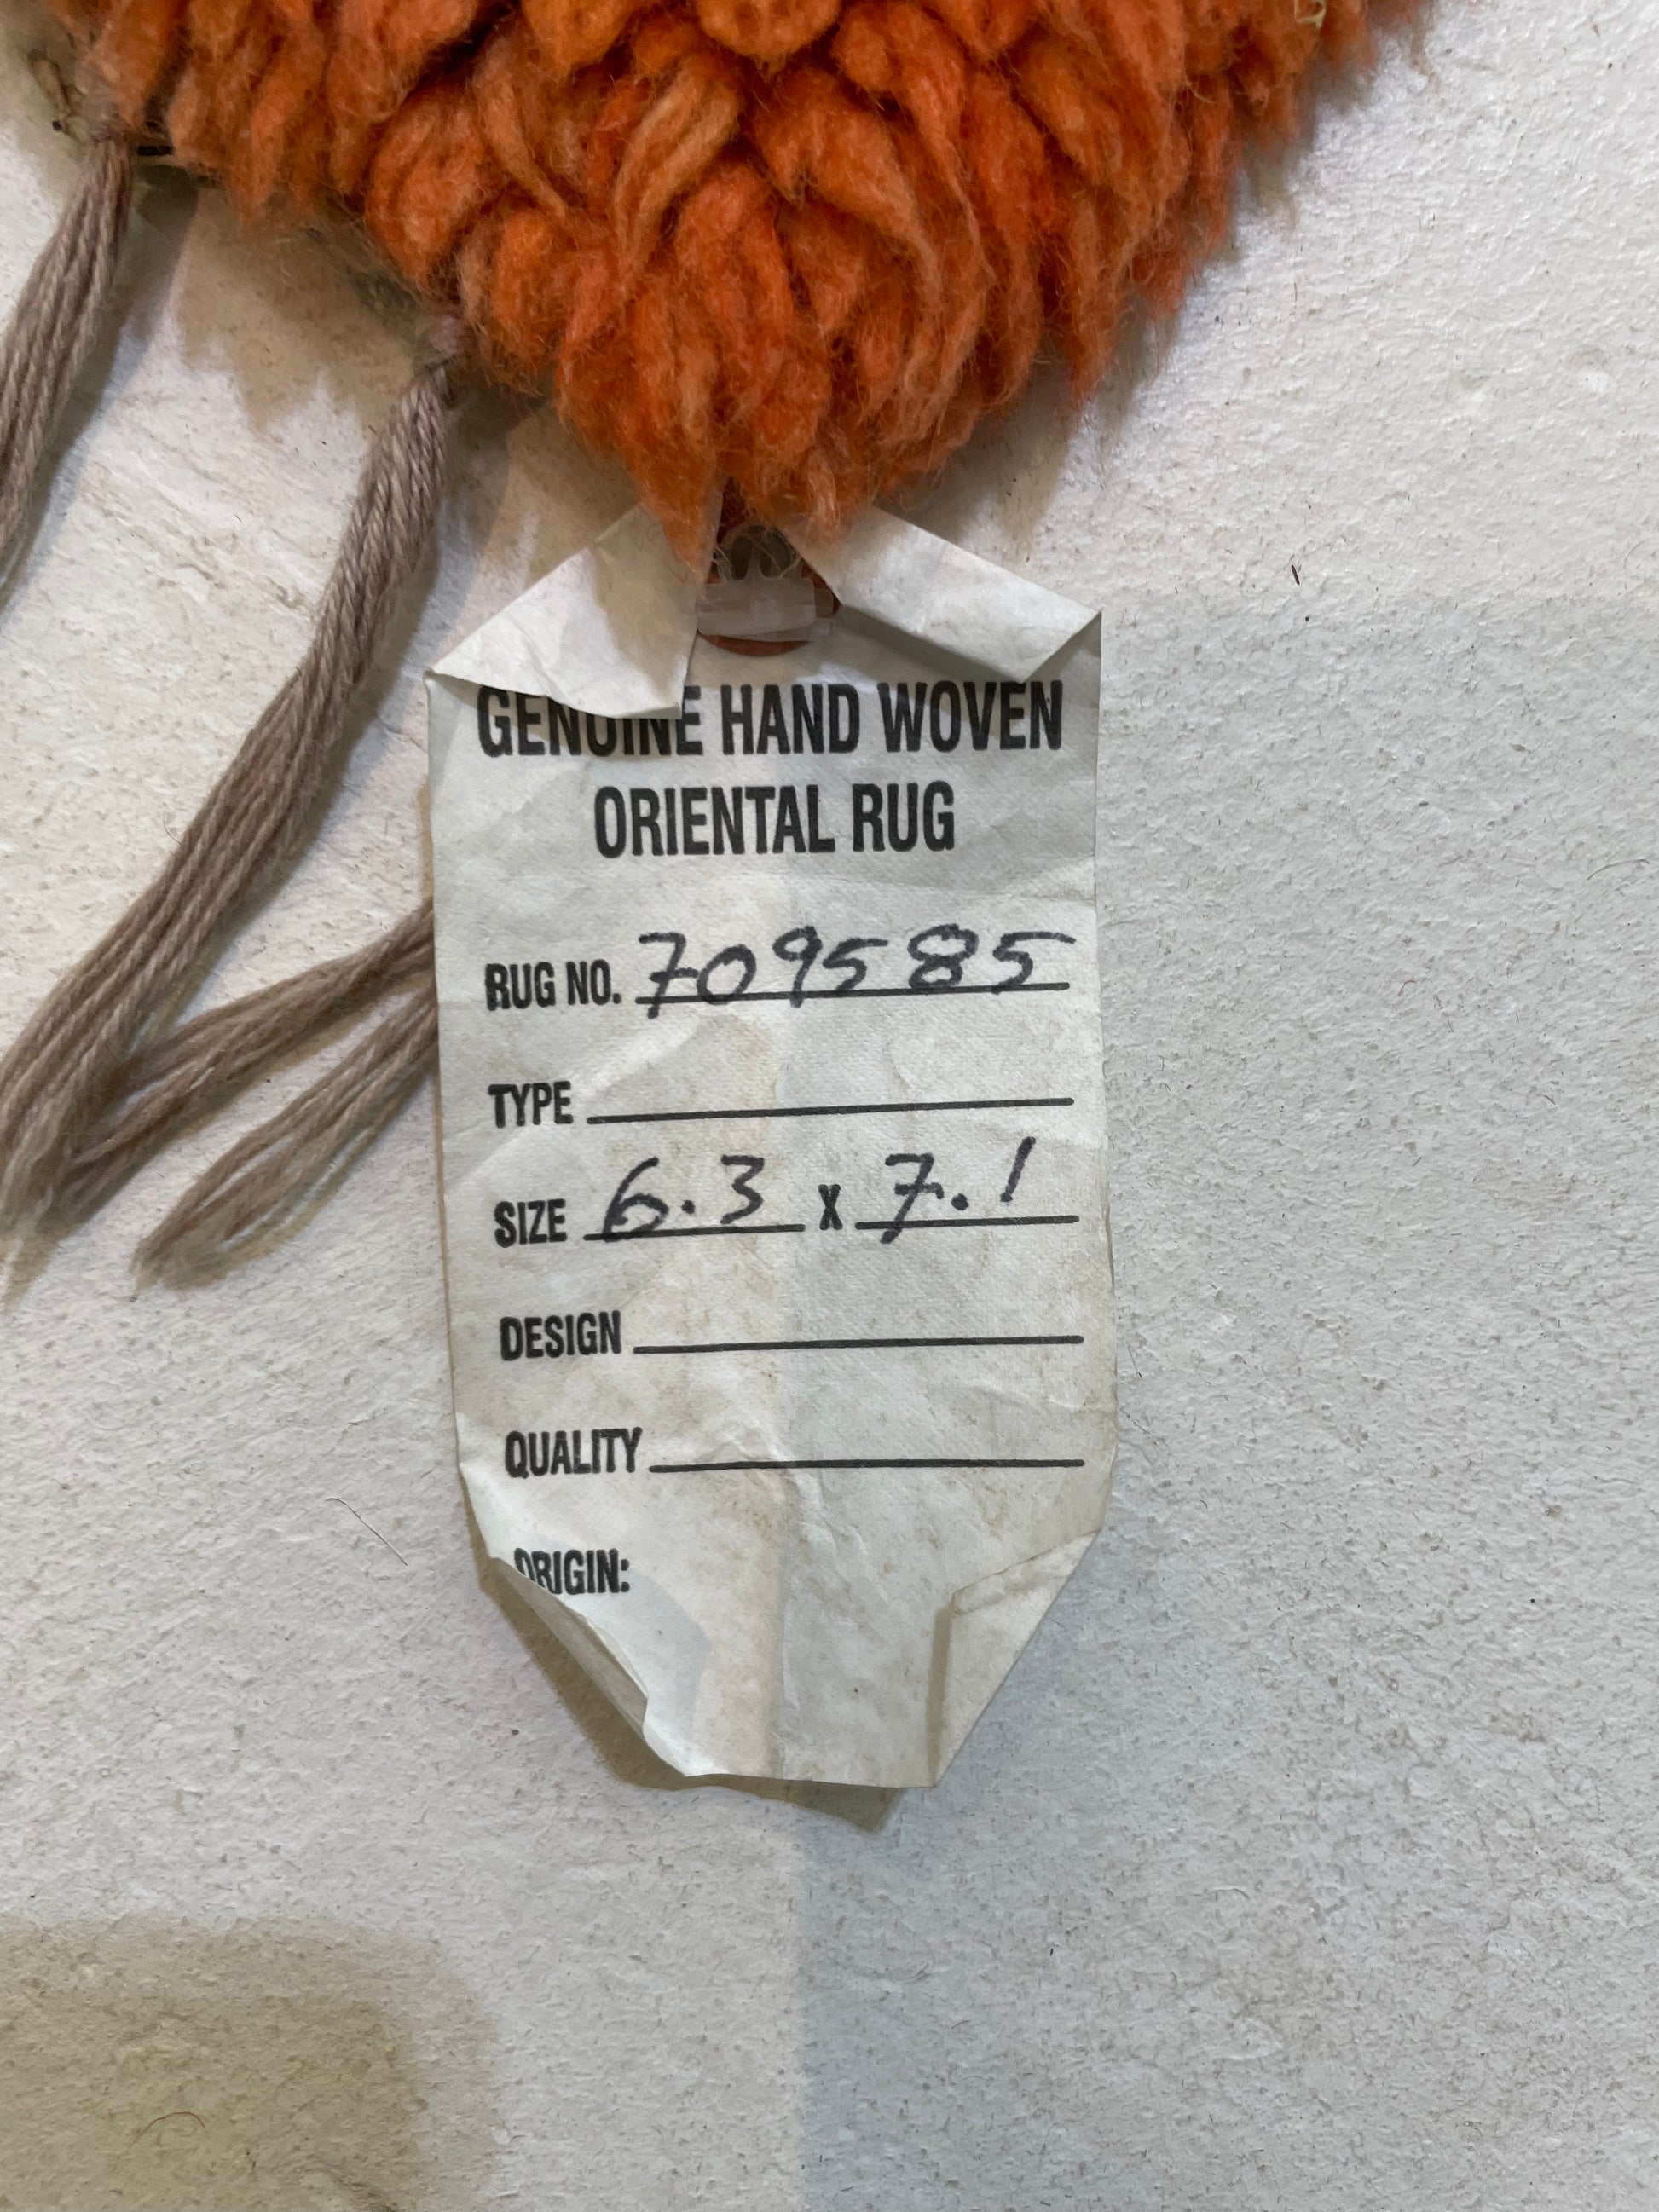 GENUINE HAND WOVEN
ORIENTAL RUG
RUG NO. 709585
TYPE
SIZE 6.3 X 7.1
DESIGN
QUALITY
ORIGIN: